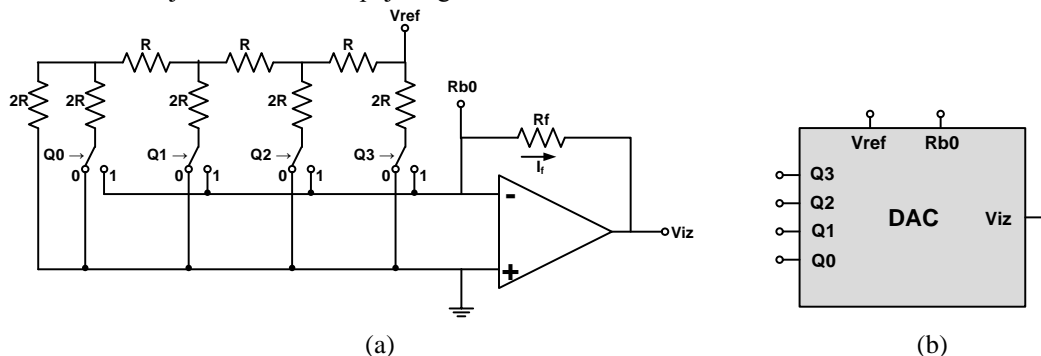 Vref
R R R
Rb0
2R 2R 2R 2R 2R
Rf
If
Q0 → Q1 → Q2 → Q3 →
0 1 0 1 0 1 0 1
-
+
Viz
(a)
Vref Rb0
Q3
Q2
Q1
Q0
DAC
Viz
(b)